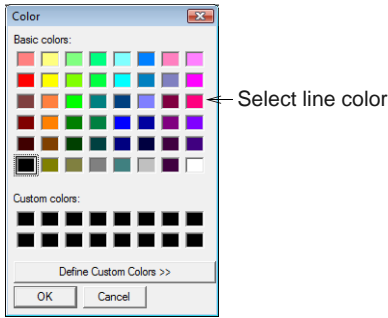 Color
Basic colors:
Select line color
Custom colors:
Define Custom Colors >>
OK
Cancel